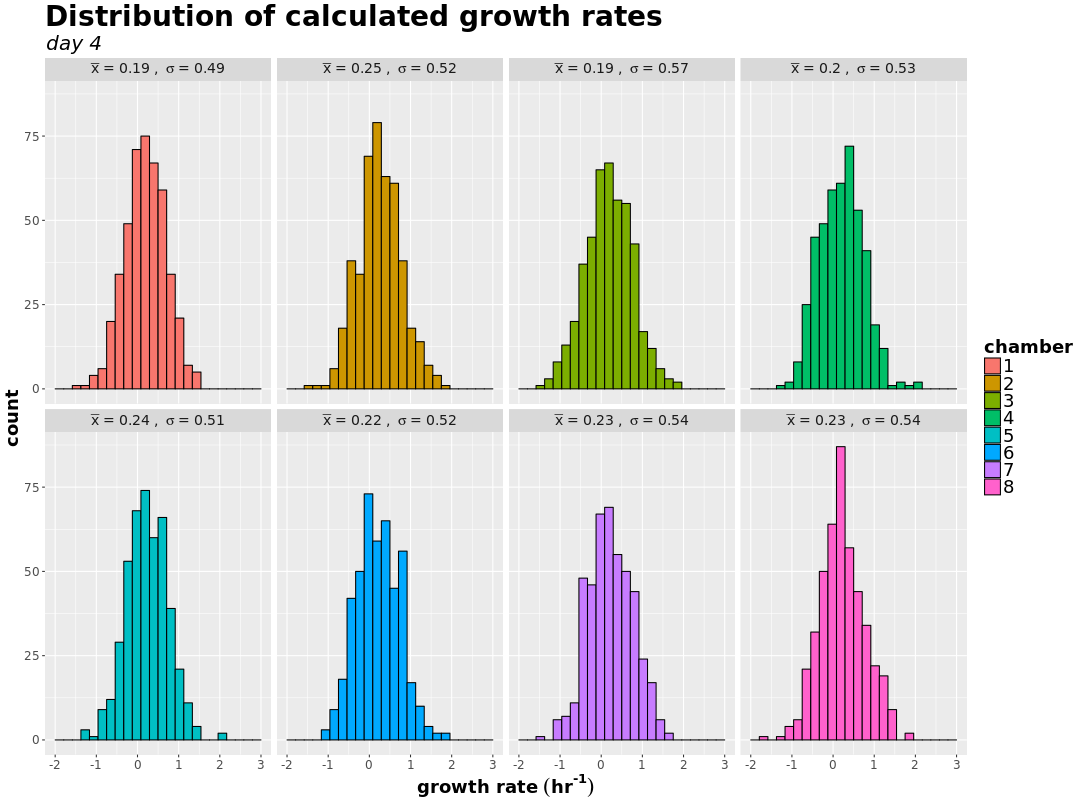 Distribution of calculated growth rates
day 4
x̅ = 0.19 , σ = 0.49
x̅ = 0.25 , σ = 0.52
x̅ = 0.19 , σ = 0.57
x̅ = 0.2 , σ = 0.53
75
50
25
0
x̅ = 0.24 , σ = 0.51
x̅ = 0.22 , σ = 0.52
x̅ = 0.23 , σ = 0.54
x̅ = 0.23 , σ = 0.54
75
50
25
0
-2 -1 0 1 2 3
-2 -1 0 1 2 3
-2 -1 0 1 2 3
-2 -1 0 1 2 3
count
growth rate (hr⁻¹)
chamber
1
2
3
4
5
6
7
8